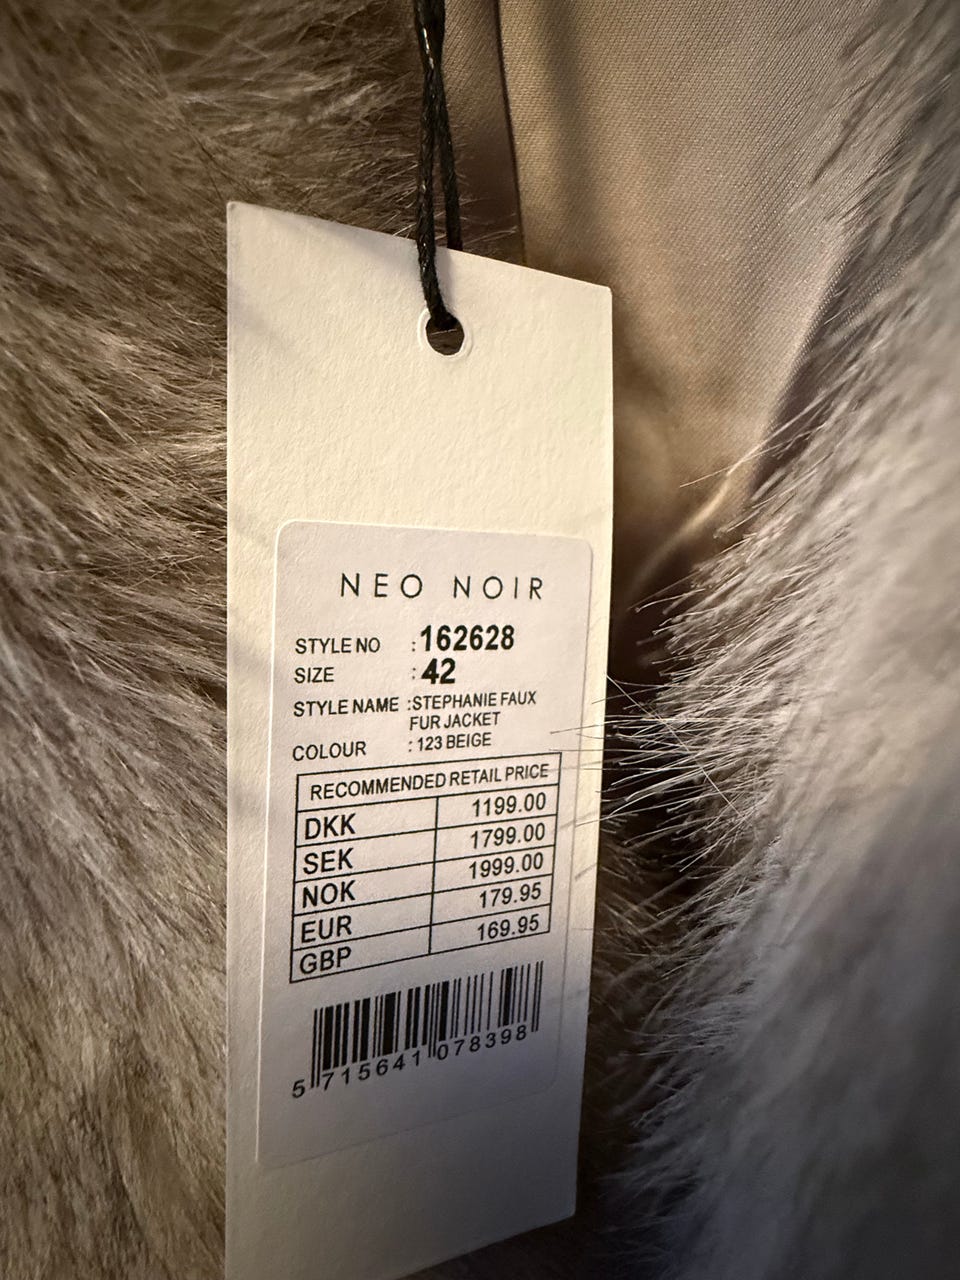 NEO NOIR
STYLE NO : 162628
SIZE : 42
STYLE NAME : STEPHANIE FAUX
FUR JACKET
COLOUR : 123 BEIGE
RECOMMENDED RETAIL PRICE
DKK 1199.00
SEK 1799.00
NOK 1999.00
EUR 179.95
GBP 169.95
5 715641 078398